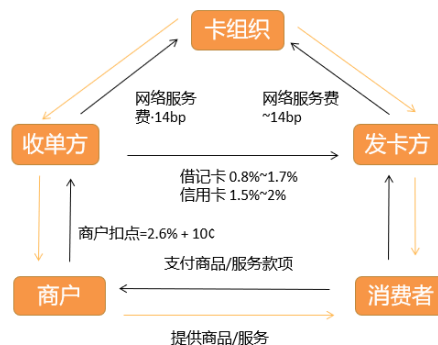 卡组织
网络服务
费·14bp
网络服务费
~14bp
收单方
发卡方
借记卡 0.8%~1.7%
信用卡 1.5%~2%
商户扣点=2.6% + 10¢
支付商品/服务款项
商户
消费者
提供商品/服务